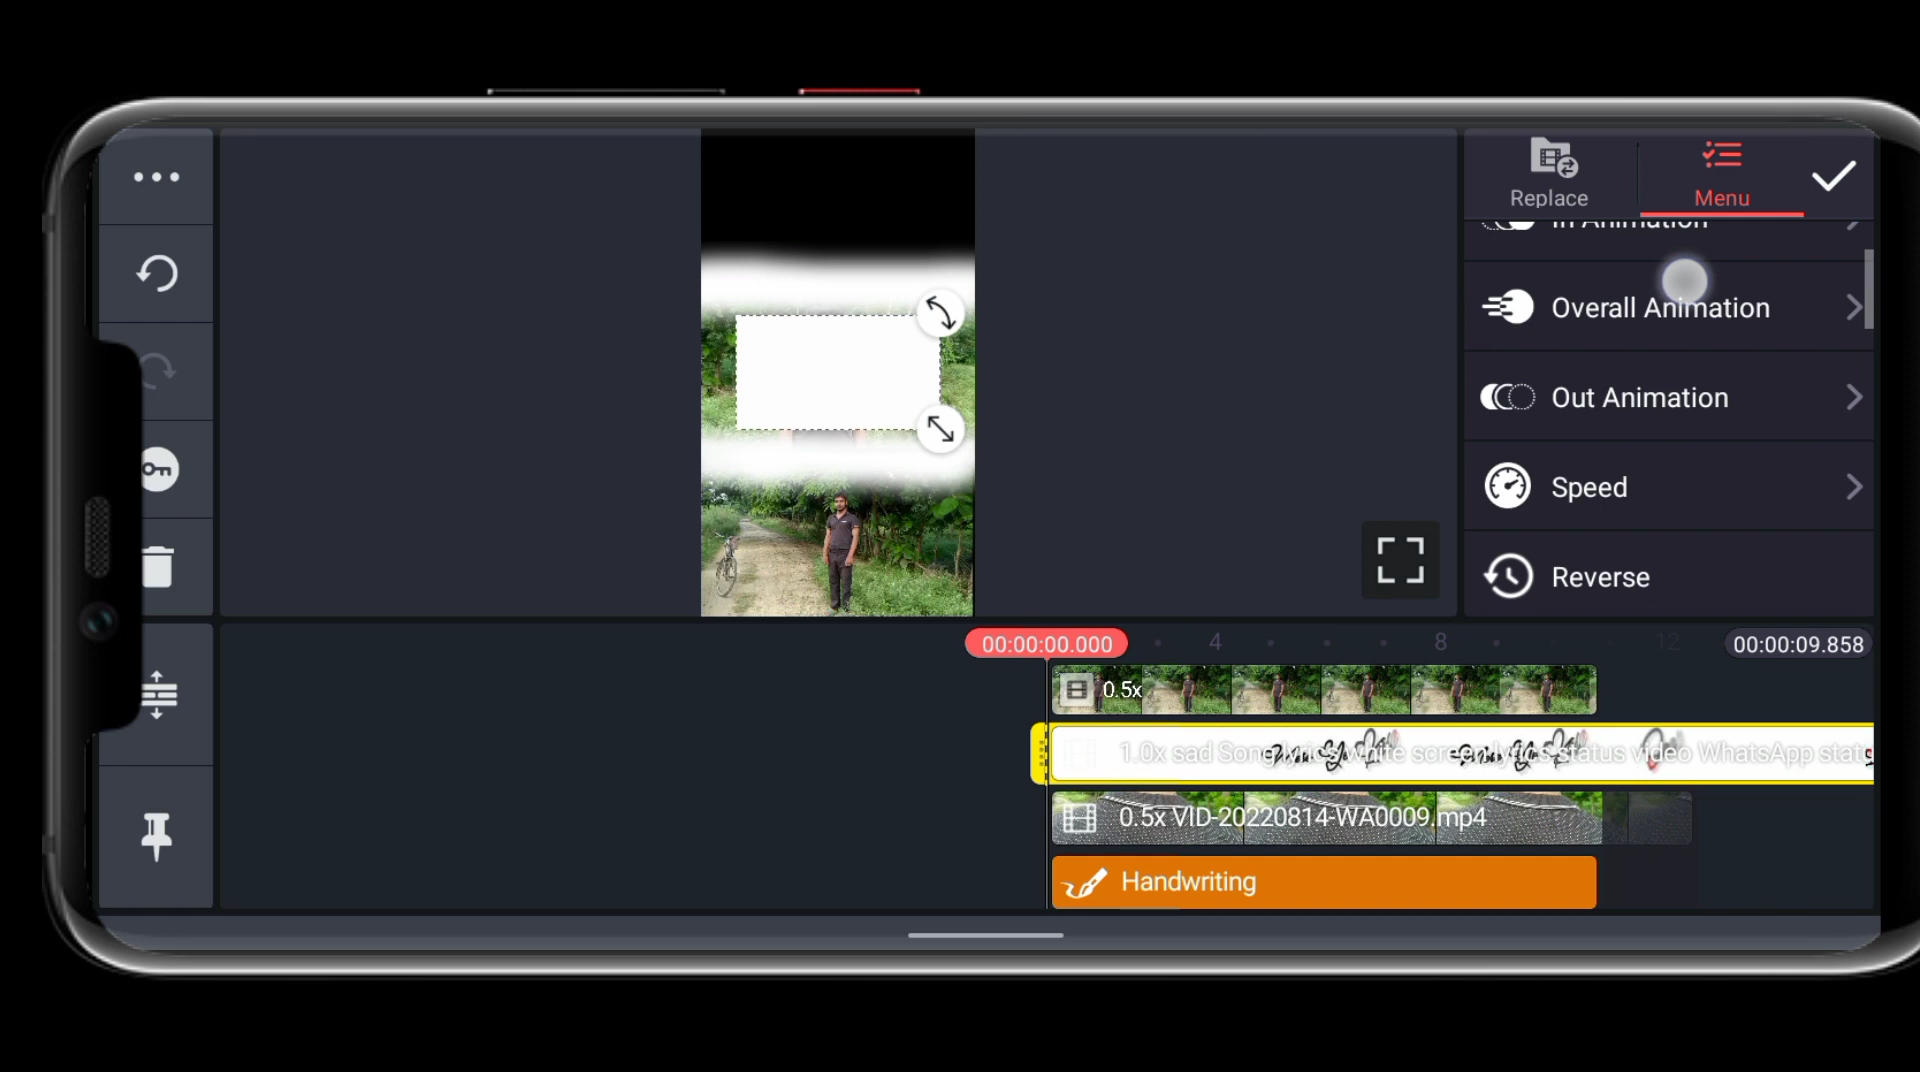 Replace
Menu
In Animation
Overall Animation
Out Animation
Speed
Reverse
00:00:00.000
4
8
12
00:00:09.858
0.5x
1.0x sad Song lyrics white screen lyrics status video WhatsApp stat
0.5x VID-20220814-WA0009.mp4
Handwriting